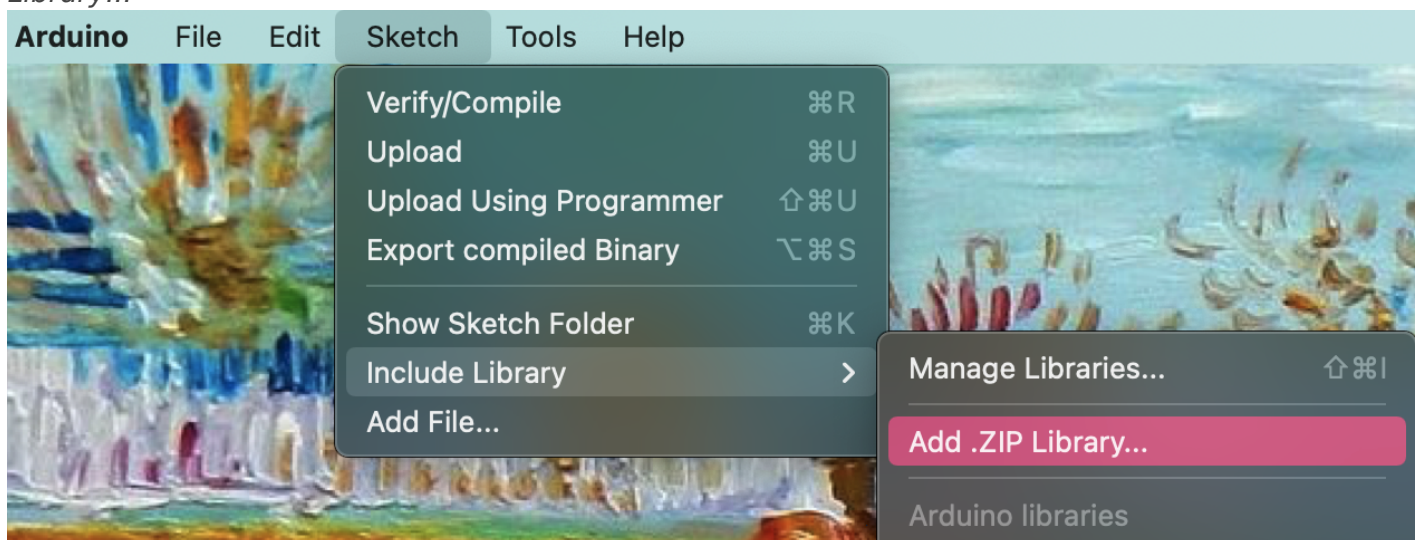 Library...
Arduino File Edit Sketch Tools Help
Verify/Compile ⌘R
Upload ⌘U
Upload Using Programmer ⇧⌘U
Export compiled Binary ⌥⌘S
Show Sketch Folder ⌘K
Include Library >
Manage Libraries... ⇧⌘I
Add File...
Add .ZIP Library...
Arduino libraries